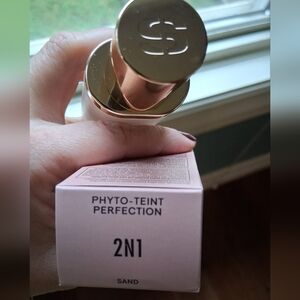 S
PHYTO-TEINT
PERFECTION
2N1
SAND